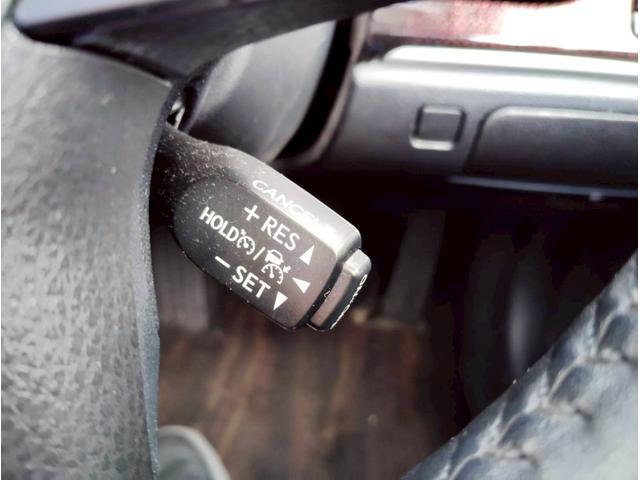 CANCEL
+ RES ▲
HOLD /
− SET ▼